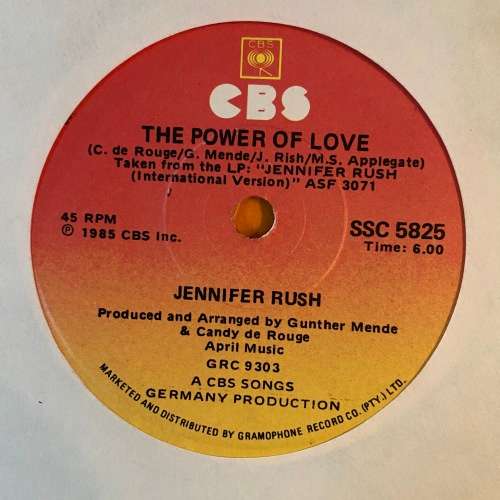 CBS
CBS
THE POWER OF LOVE
(C. de Rouge/G. Mende/J. Rish/M.S. Applegate)
Taken from the LP: "JENNIFER RUSH
(International Version)" ASF 3071
45 RPM
℗ 1985 CBS Inc.
SSC 5825
Time: 6.00
JENNIFER RUSH
Produced and Arranged by Gunther Mende
& Candy de Rouge
April Music
GRC 9303
A CBS SONGS
GERMANY PRODUCTION
MARKETED AND DISTRIBUTED BY GRAMOPHONE RECORD CO. (PTY.) LTD.